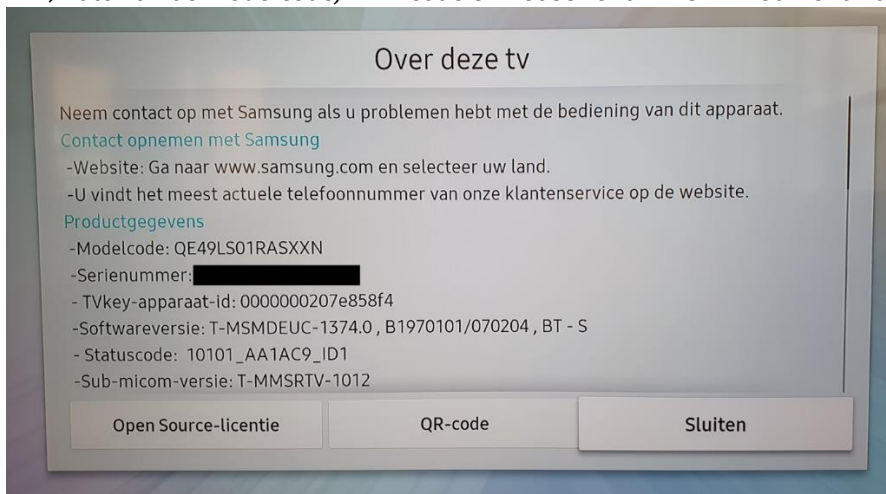 Over deze tv
Neem contact op met Samsung als u problemen hebt met de bediening van dit apparaat.
Contact opnemen met Samsung
-Website: Ga naar www.samsung.com en selecteer uw land.
-U vindt het meest actuele telefoonnummer van onze klantenservice op de website.
Productgegevens
-Modelcode: QE49LS01RASXXN
-Serienummer:
- TVkey-apparaat-id: 0000000207e858f4
-Softwareversie: T-MSMDEUC-1374.0 , B1970101/070204 , BT - S
- Statuscode: 10101_AA1AC9_ID1
-Sub-micom-versie: T-MMSRTV-1012
Open Source-licentie
QR-code
Sluiten